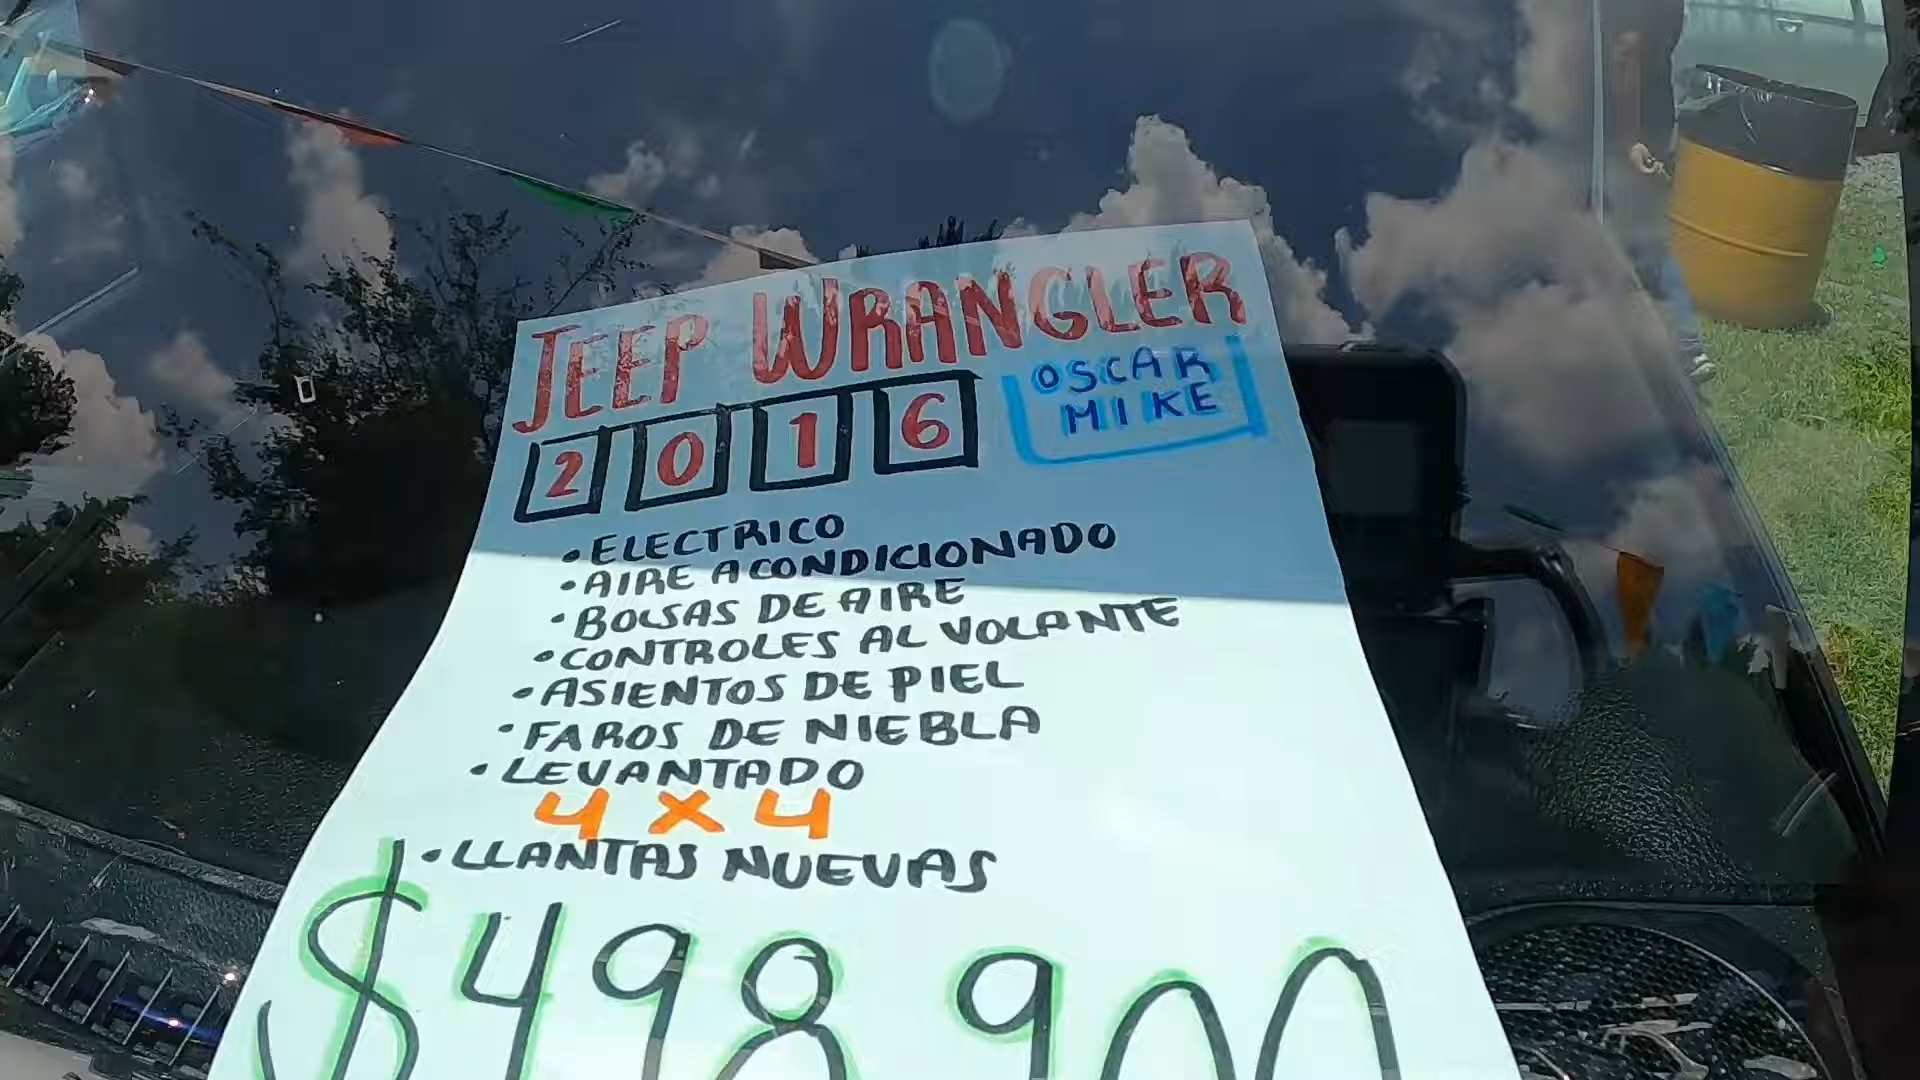 JEEP WRANGLER
2016
OSCAR
MIKE
• ELECTRICO
• AIRE ACONDICIONADO
• BOLSAS DE AIRE
• CONTROLES AL VOLANTE
• ASIENTOS DE PIEL
• FAROS DE NIEBLA
• LEVANTADO
4X4
• LLANTAS NUEVAS
$498,900